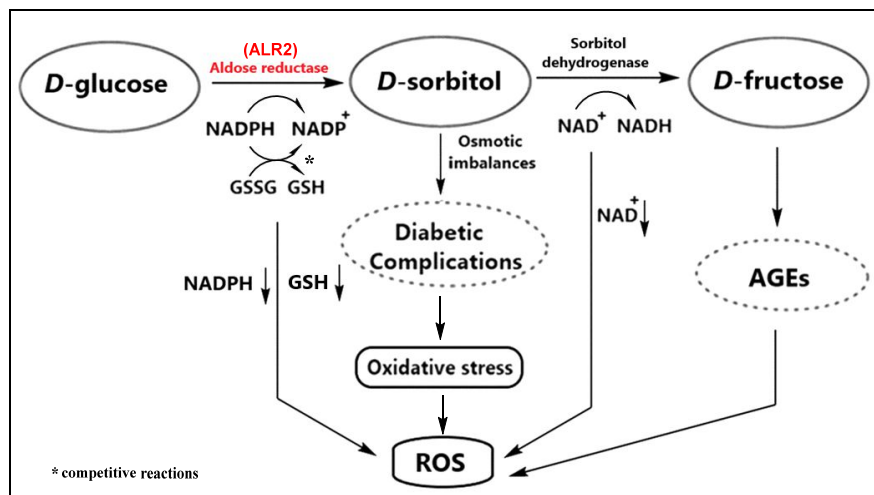 (ALR2)
Aldose reductase
D-glucose
D-sorbitol
Sorbitol
dehydrogenase
D-fructose
NADPH NADP+
*
GSSG GSH
NAD+ NADH
Osmotic
imbalances
Diabetic
Complications
NAD+
AGEs
NADPH
GSH
Oxidative stress
ROS
* competitive reactions